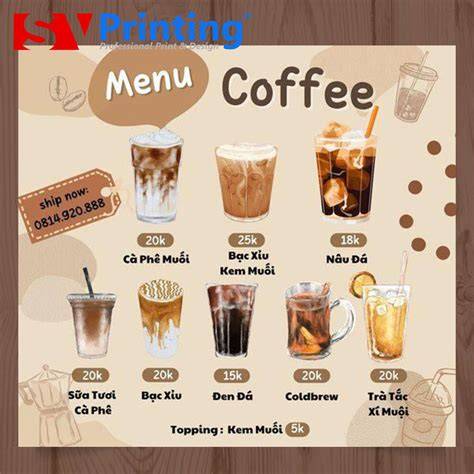 SV Printing®
Professional Print & Design
Menu
Coffee
ship now:
0814.920.888
20k
Cà Phê Muối
25k
Bạc Xỉu
Kem Muối
18k
Nâu Đá
20k
Sữa Tươi
Cà Phê
20k
Bạc Xỉu
15k
Đen Đá
20k
Coldbrew
20k
Trà Tắc
Xí Muội
Topping : Kem Muối 5k